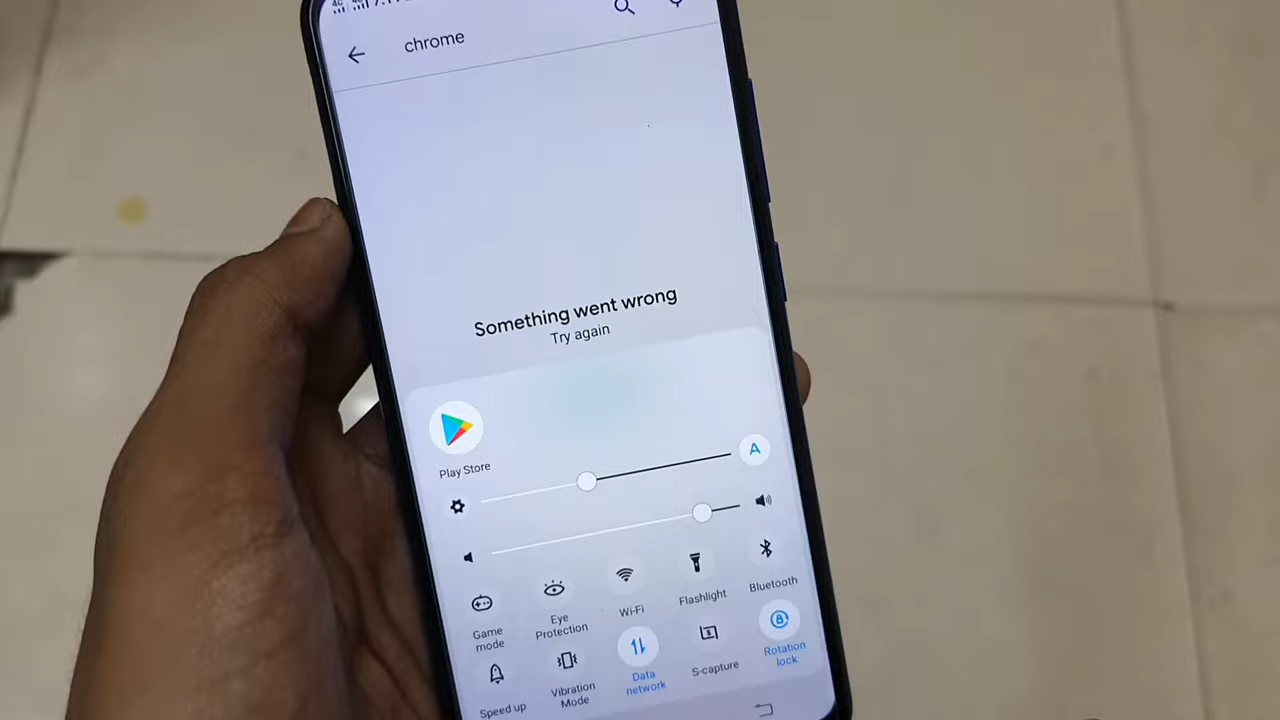 4G
chrome
Something went wrong
Try again
Play Store
A
Game
mode
Eye
Protection
Wi-Fi
Flashlight
Bluetooth
Speed up
Vibration
Mode
Data
network
S-capture
Rotation
lock